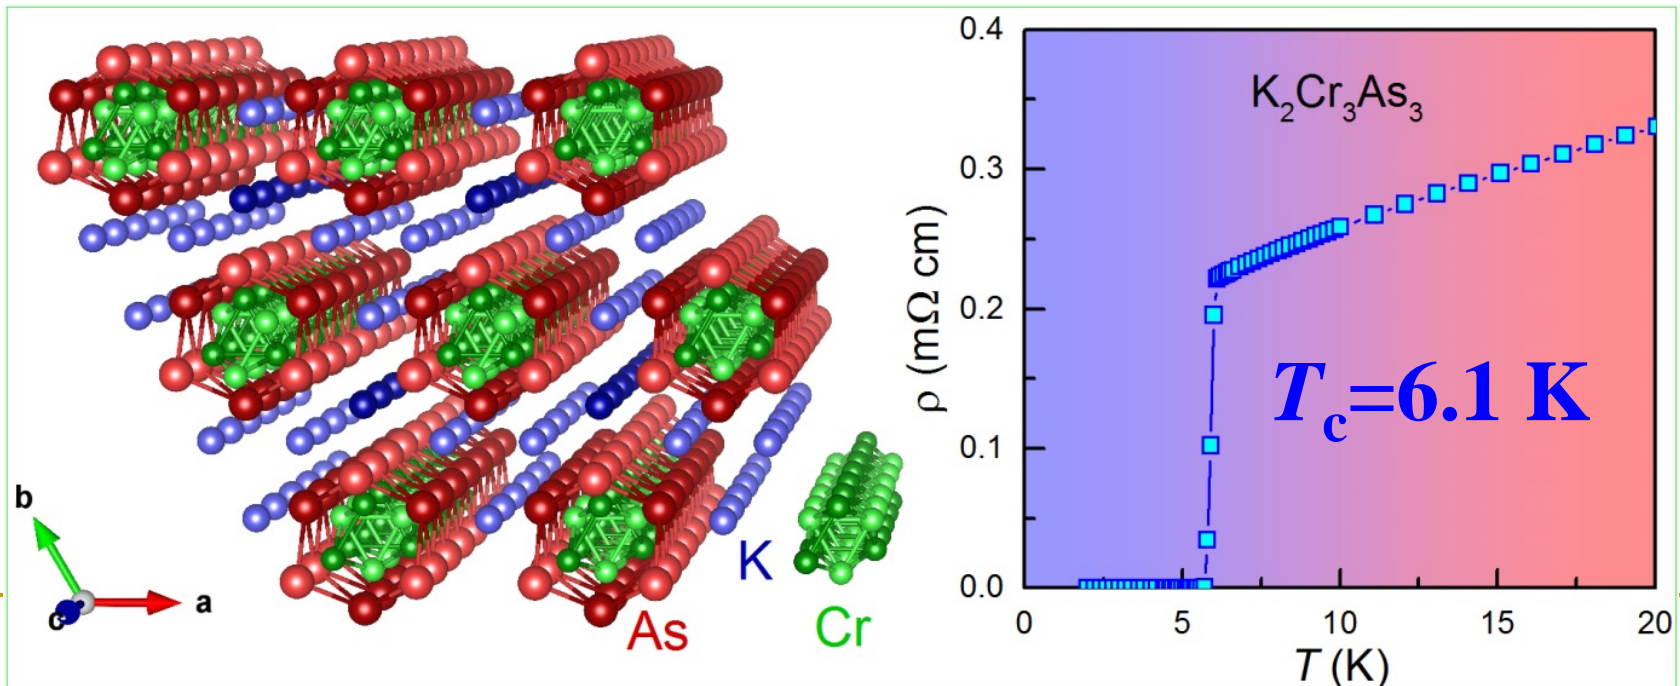 b
a
c
K
As
Cr
K2Cr3As3
Tc=6.1 K
ρ (mΩ cm)
0.4
0.3
0.2
0.1
0.0
0
5
10
15
20
T (K)